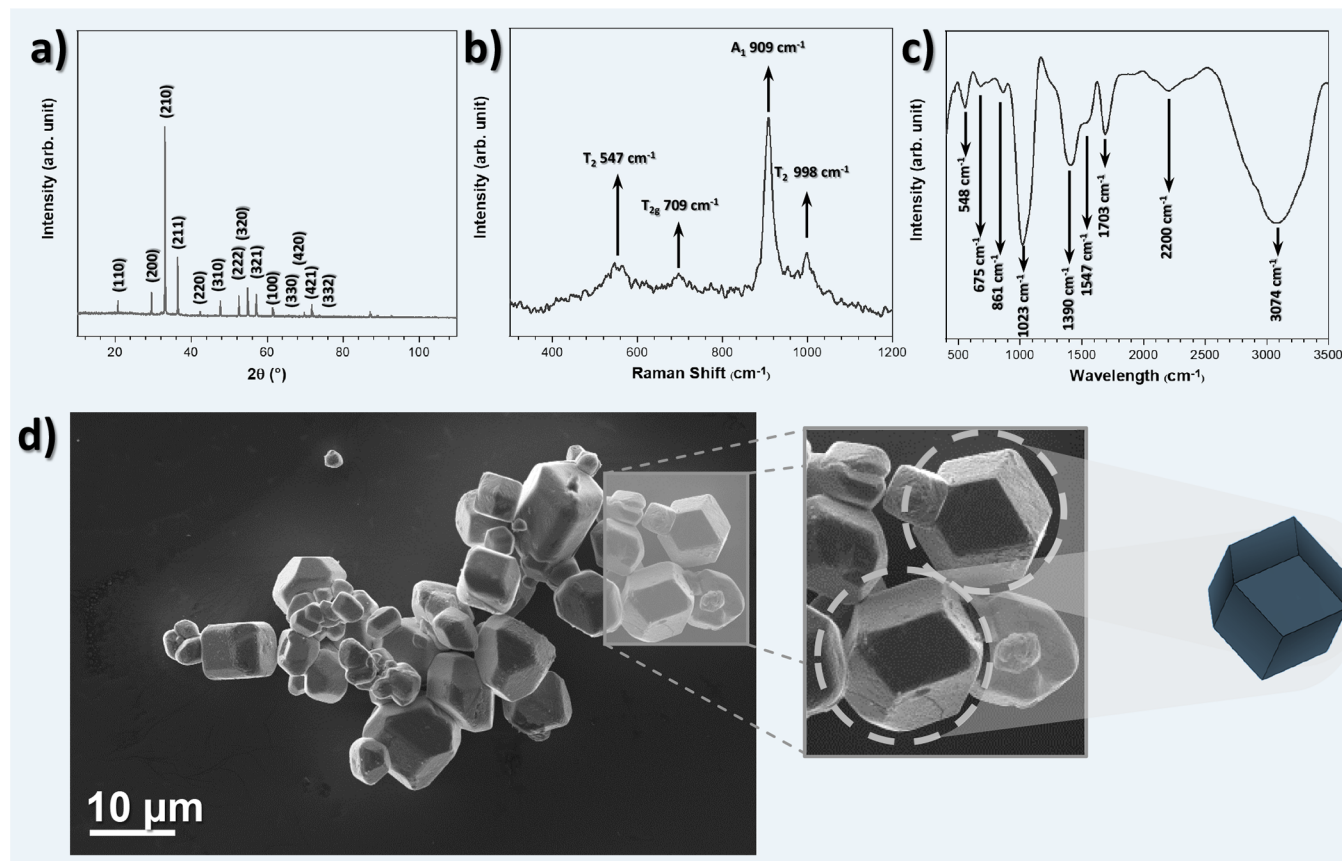 a)
Intensity (arb. unit)
(110)
(200)
(210)
(211)
(220)
(310)
(222)
(320)
(321)
(100)
(330)
(420)
(421)
(332)
20 40 60 80 100
2θ (°)
b)
Intensity (arb. unit)
T2 547 cm-1
T2g 709 cm-1
A1 909 cm-1
T2 998 cm-1
400 600 800 1000 1200
Raman Shift (cm-1)
c)
Intensity (arb. unit)
548 cm-1
675 cm-1
861 cm-1
1023 cm-1
1390 cm-1
1547 cm-1
1703 cm-1
2200 cm-1
3074 cm-1
500 1000 1500 2000 2500 3000 3500
Wavelength (cm-1)
d)
10 µm